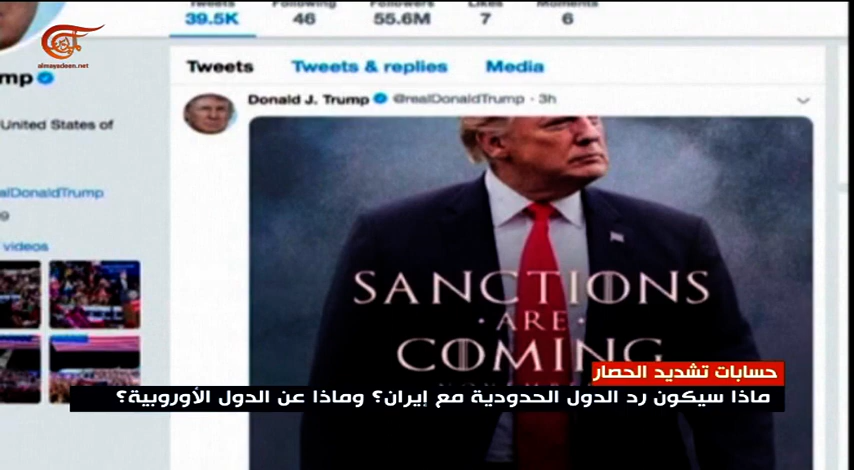 Tweets Following Followers Likes Moments
39.5K 46 55.6M 7 6
almayadeen.net
Tweets Tweets & replies Media
mp
Donald J. Trump @realDonaldTrump · 3h
United States of
alDonaldTrump
9
videos
SANCTIONS
· ARE ·
COMING
حسابات تشديد الحصار
ماذا سيكون رد الدول الحدودية مع إيران؟ وماذا عن الدول الأوروبية؟